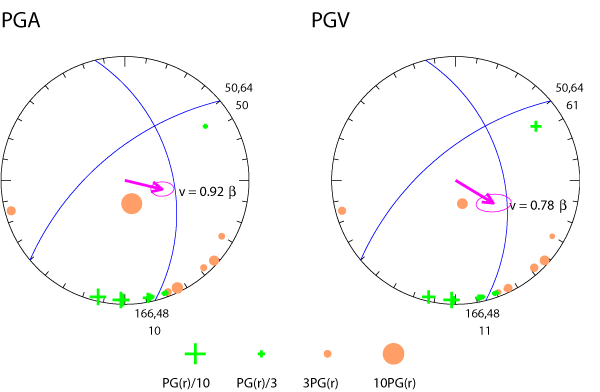 PGA
PGV
50,64
50
50,64
61
v = 0.92 β
v = 0.78 β
166,48
10
166,48
11
PG(r)/10
PG(r)/3
3PG(r)
10PG(r)